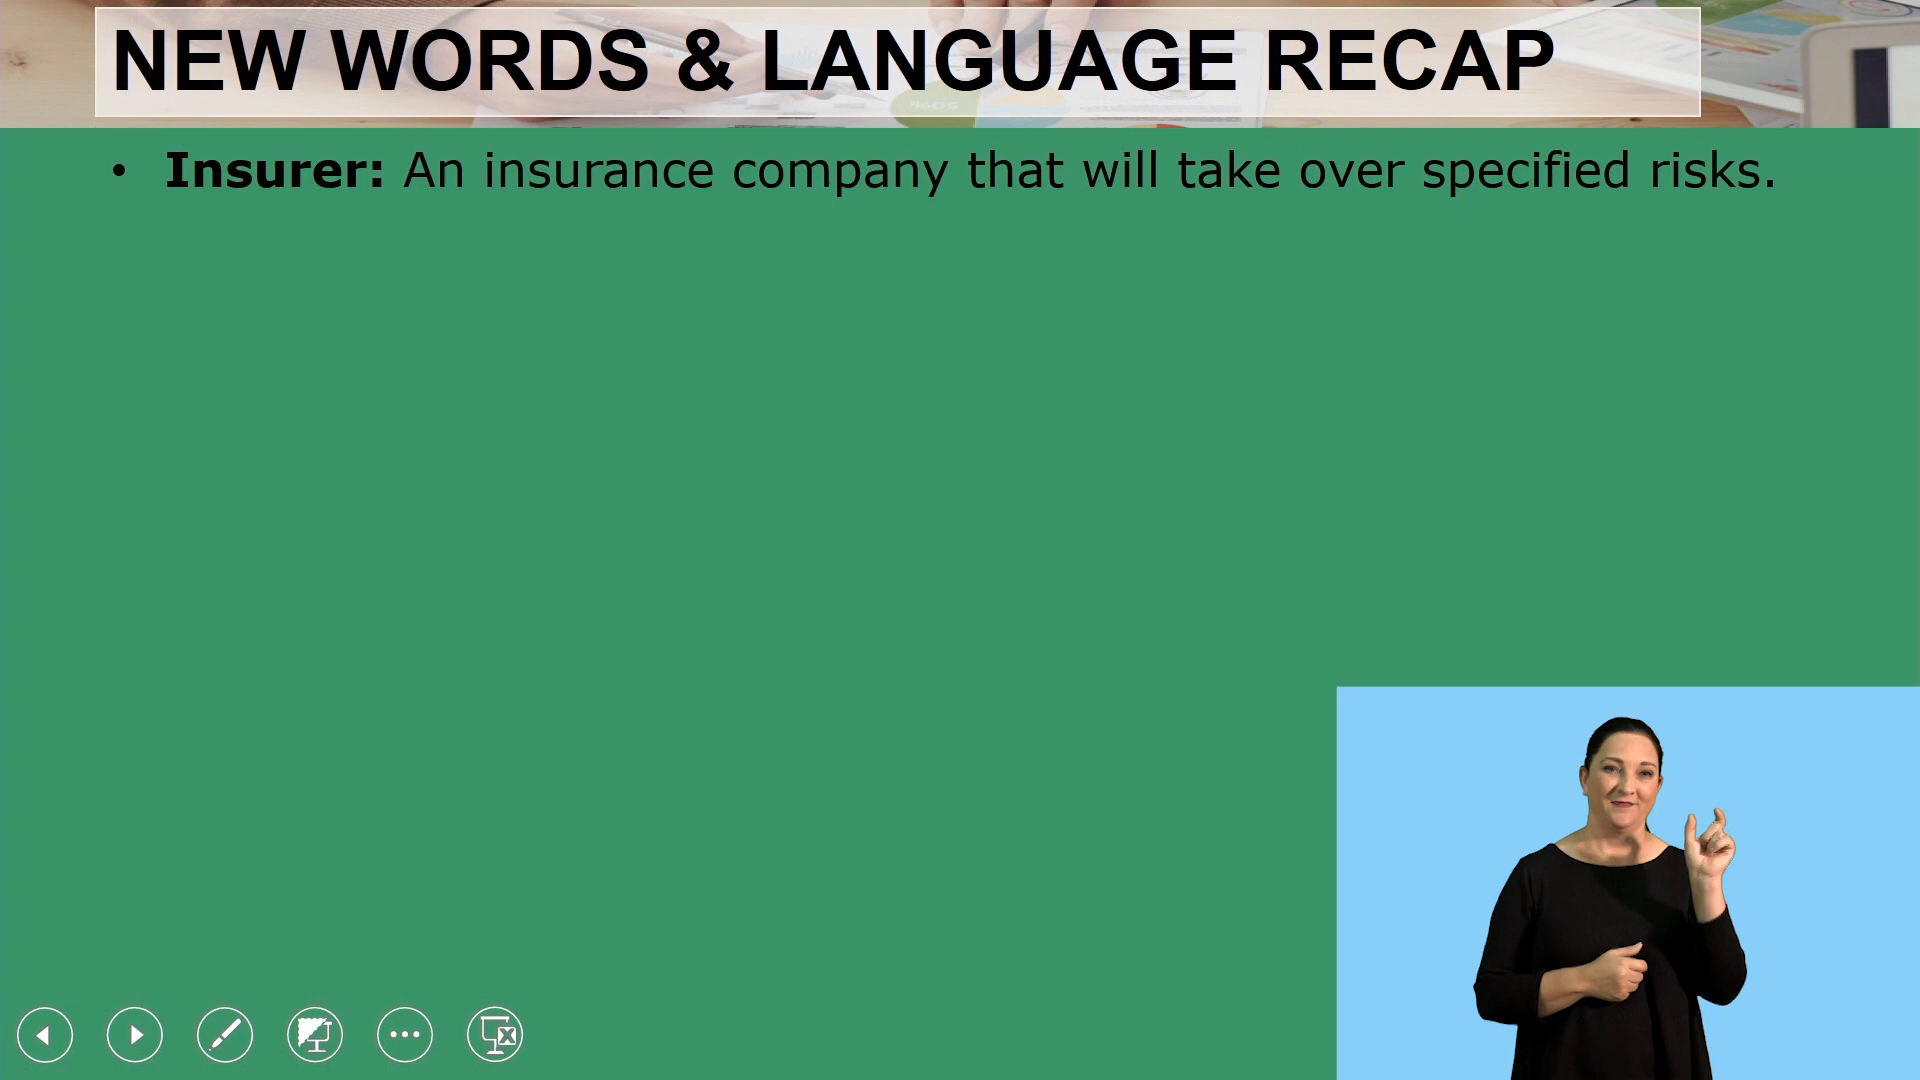 NEW WORDS & LANGUAGE RECAP
• Insurer: An insurance company that will take over specified risks.